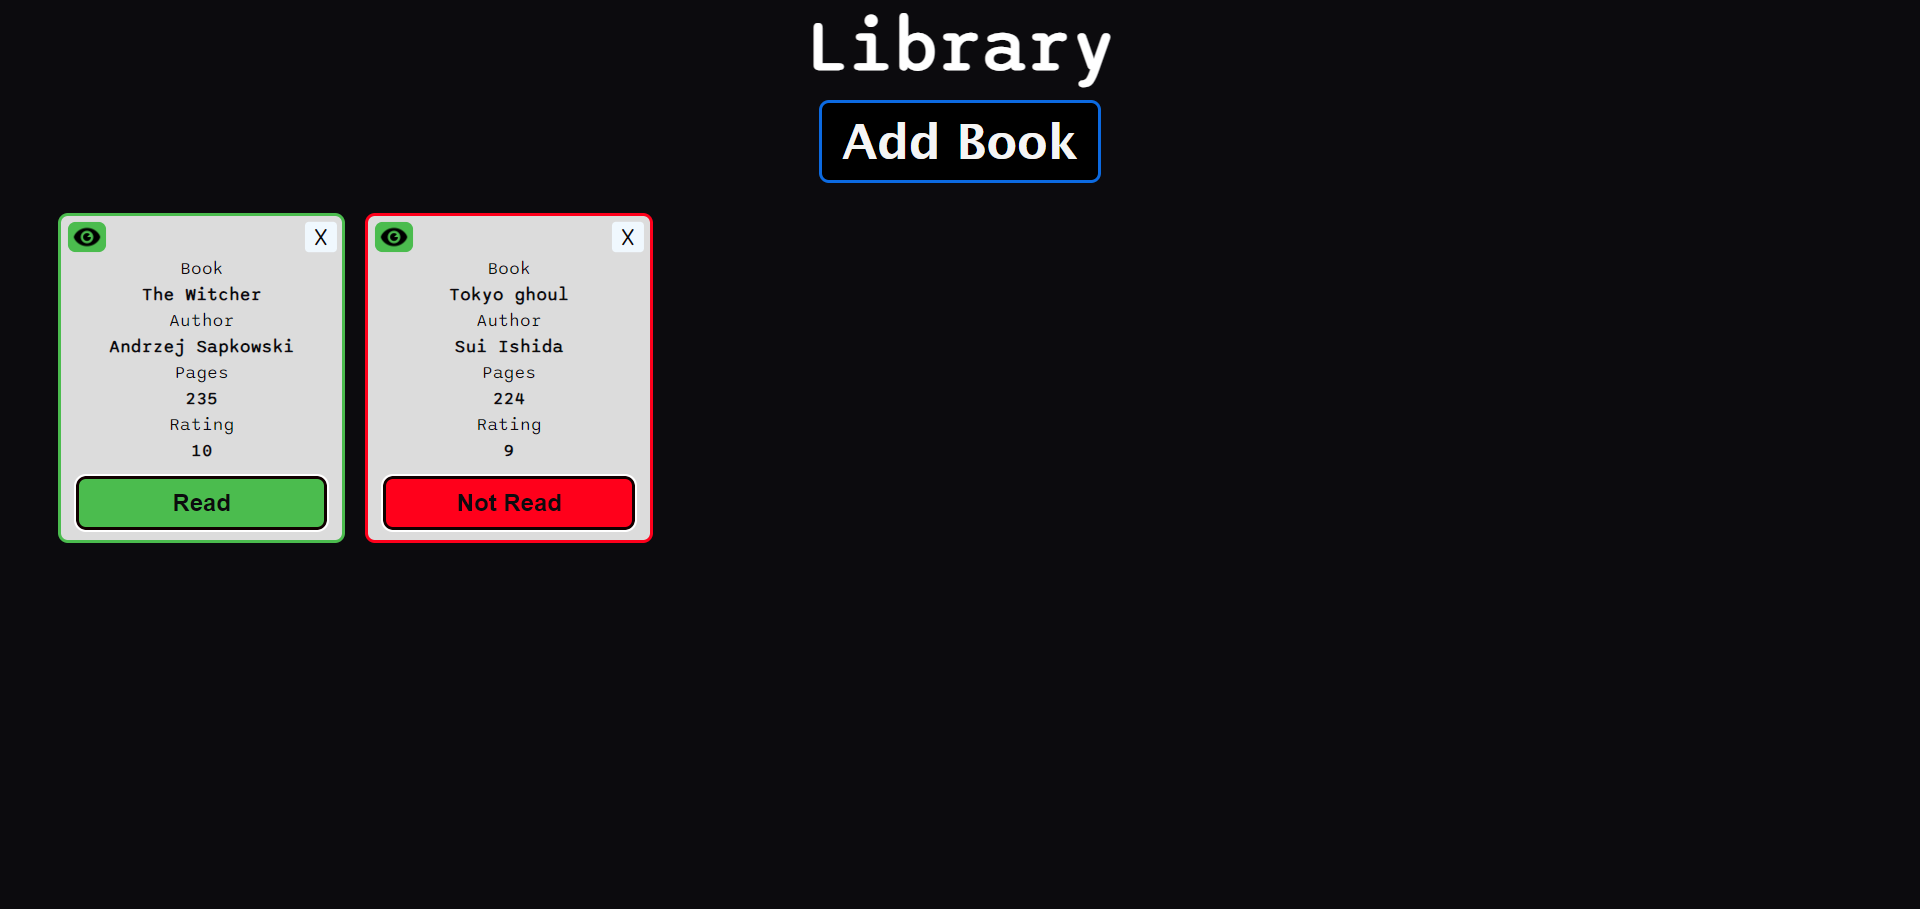 Library
Add Book
X
Book
The Witcher
Author
Andrzej Sapkowski
Pages
235
Rating
10
Read
X
Book
Tokyo ghoul
Author
Sui Ishida
Pages
224
Rating
9
Not Read